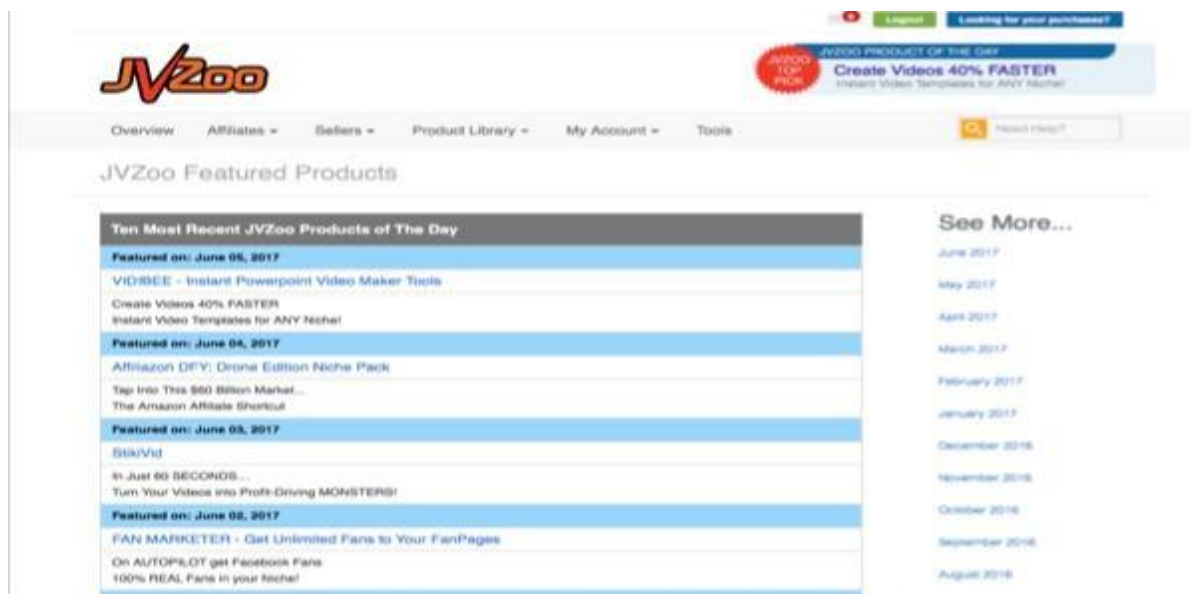 Logout Looking for your purchases?
JVZoo
JVZOO TOP PICK
JVZOO PRODUCT OF THE DAY
Create Videos 40% FASTER
Instant Video Templates for ANY Niche!
Overview Affiliates Sellers Product Library My Account Tools Need Help?
JVZoo Featured Products
Ten Most Recent JVZoo Products of The Day
Featured on: June 05, 2017
VIDIBEE - Instant Powerpoint Video Maker Tools
Create Videos 40% FASTER
Instant Video Templates for ANY Niche!
Featured on: June 04, 2017
Affiliazon DFY: Drone Edition Niche Pack
Tap Into This $60 Billion Market...
The Amazon Affiliate Shortcut
Featured on: June 03, 2017
StikiVid
In Just 60 SECONDS...
Turn Your Videos into Profit-Driving MONSTERS!
Featured on: June 02, 2017
FAN MARKETER - Get Unlimited Fans to Your FanPages
On AUTOPILOT get Facebook Fans
100% REAL Fans in your Niche!
See More...
June 2017
May 2017
April 2017
March 2017
February 2017
January 2017
December 2016
November 2016
October 2016
September 2016
August 2016